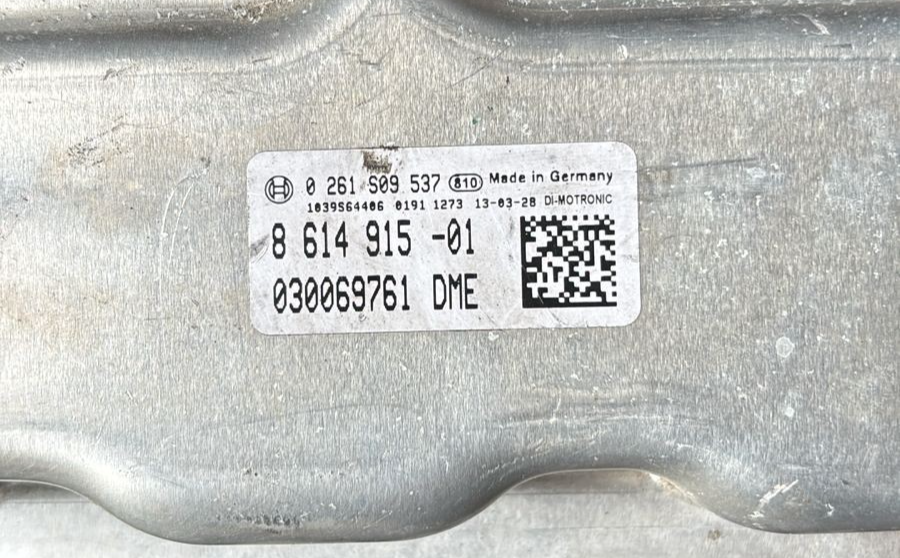 0 261 S09 537 810 Made in Germany
1039S64406 0191 1273 13-03-28 DI-MOTRONIC
8 614 915 -01
030069761 DME